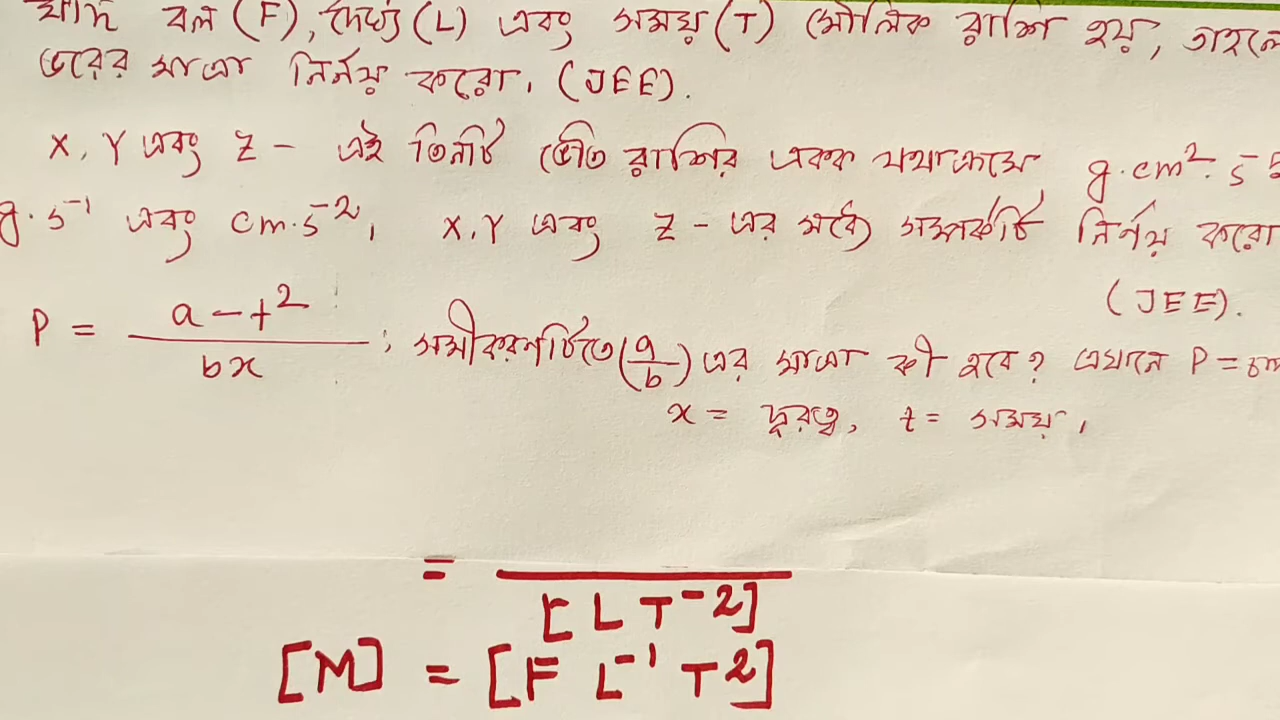 যদি বল (F), দৈর্ঘ্য (L) এবং সময় (T) মৌলিক রাশি হয়, তাহলে
ভরের মাত্রা নির্ণয় করো। (JEE).
X, Y এবং Z - এই তিনটি ভৌত রাশির একক যথাক্রমে g.cm².s⁻⁵
g.s⁻¹ এবং cm.s⁻², X, Y এবং Z - এর মধ্যে সম্পর্কটি নির্ণয় করো
(JEE).
P = (a - t²) / bx ; সমীকরণটিতে (a/b) এর মাত্রা কী হবে? এখানে P =
x = দূরত্ব, t = সময়।
= / [L T⁻²]
[M] = [F L⁻¹ T²]